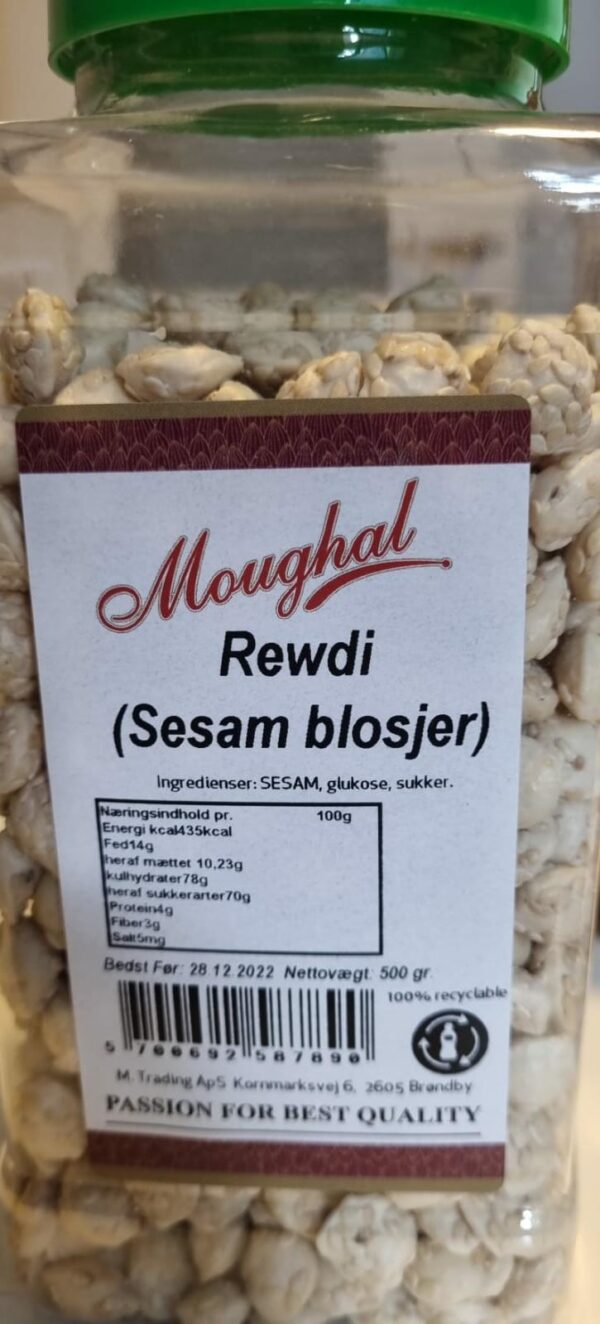 Moughal
Rewdi
(Sesam blosjer)
Ingredienser: SESAM, glukose, sukker.
Næringsindhold pr. 100g
Energi kcal435kcal
Fed14g
heraf mættet 10,23g
kulhydrater78g
heraf sukkerarter70g
Protein4g
Fiber3g
Salt5mg
Bedst Før: 28.12.2022 Nettovægt: 500 gr.
100% recyclable
5 700692 587890
M. Trading ApS Kornmarksvej 6, 2605 Brøndby
PASSION FOR BEST QUALITY